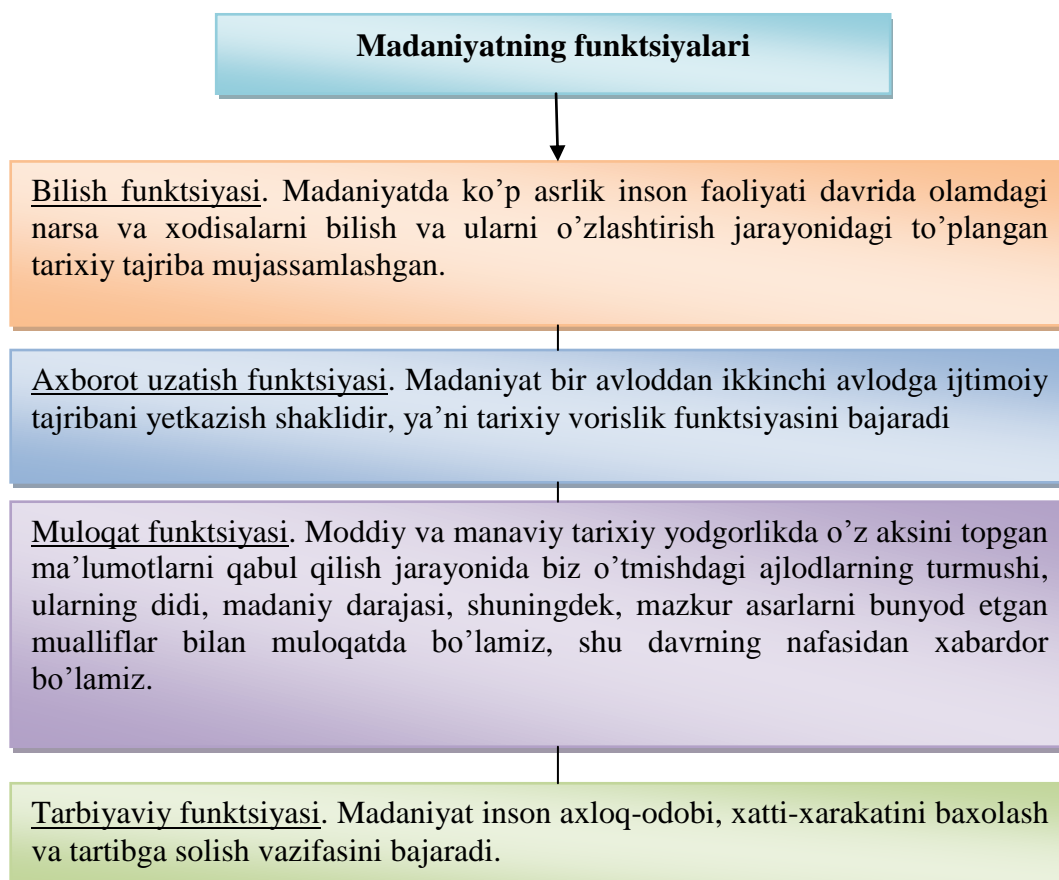 Madaniyatning funktsiyalari
Bilish funktsiyasi. Madaniyatda ko’p asrlik inson faoliyati davrida olamdagi
narsa va xodisalarni bilish va ularni o’zlashtirish jarayonidagi to’plangan
tarixiy tajriba mujassamlashgan.
Axborot uzatish funktsiyasi. Madaniyat bir avloddan ikkinchi avlodga ijtimoiy
tajribani yetkazish shaklidir, ya’ni tarixiy vorislik funktsiyasini bajaradi
Muloqat funktsiyasi. Moddiy va manaviy tarixiy yodgorlikda o’z aksini topgan
ma’lumotlarni qabul qilish jarayonida biz o’tmishdagi ajlodlarning turmushi,
ularning didi, madaniy darajasi, shuningdek, mazkur asarlarni bunyod etgan
mualliflar bilan muloqatda bo’lamiz, shu davrning nafasidan xabardor
bo’lamiz.
Tarbiyaviy funktsiyasi. Madaniyat inson axloq-odobi, xatti-xarakatini baxolash
va tartibga solish vazifasini bajaradi.